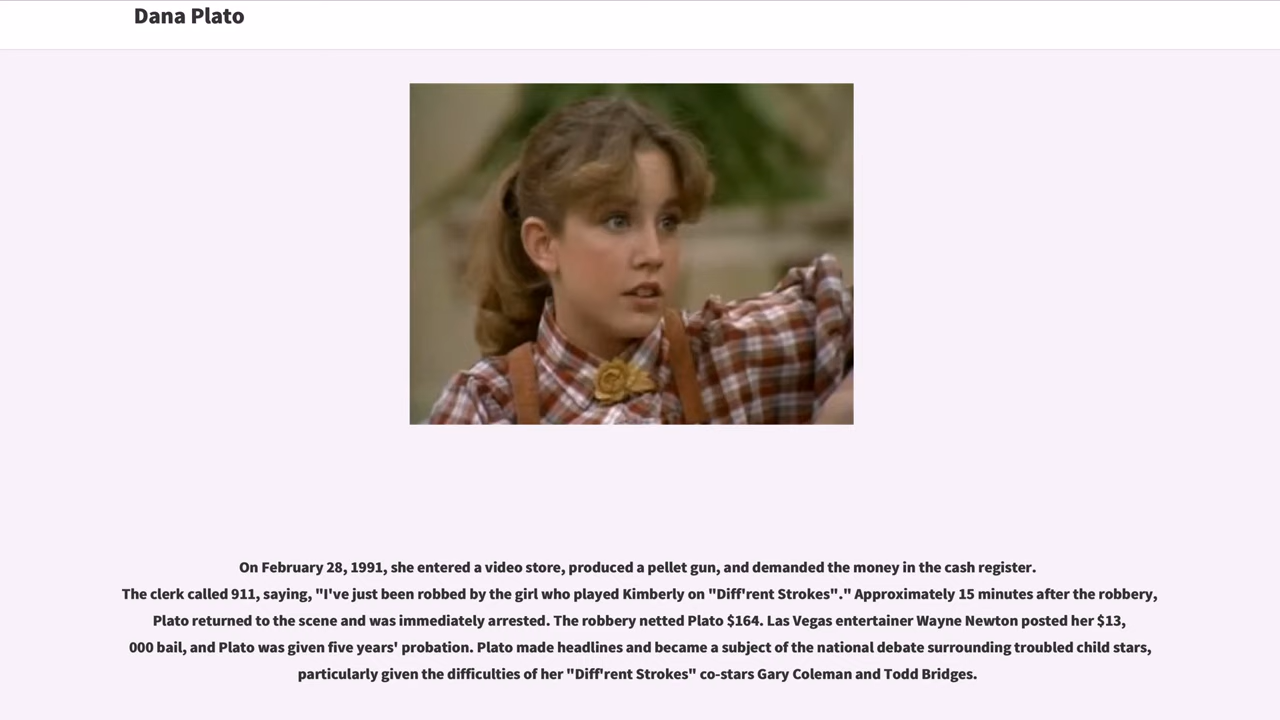 Dana Plato
On February 28, 1991, she entered a video store, produced a pellet gun, and demanded the money in the cash register.
The clerk called 911, saying, "I've just been robbed by the girl who played Kimberly on "Diff'rent Strokes"." Approximately 15 minutes after the robbery,
Plato returned to the scene and was immediately arrested. The robbery netted Plato $164. Las Vegas entertainer Wayne Newton posted her $13,
000 bail, and Plato was given five years' probation. Plato made headlines and became a subject of the national debate surrounding troubled child stars,
particularly given the difficulties of her "Diff'rent Strokes" co-stars Gary Coleman and Todd Bridges.